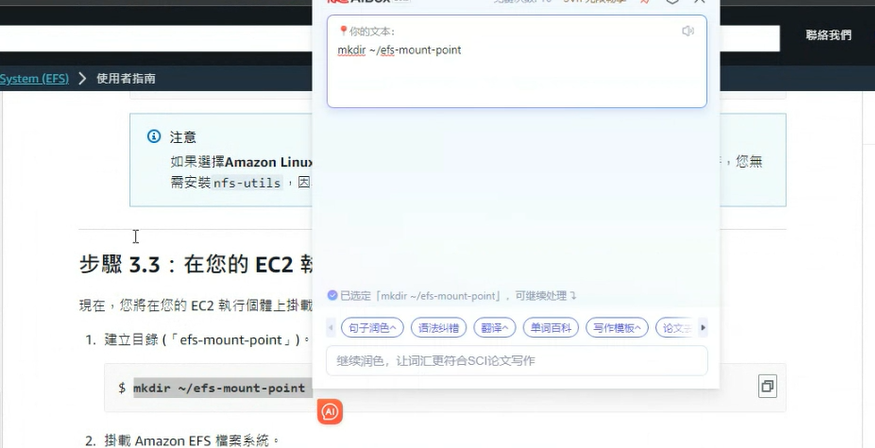 AIBox
聯絡我們
📍你的文本:
mkdir ~/efs-mount-point
System (EFS) 使用者指南
注意
如果選擇Amazon Linux
，您無
需安裝nfs-utils，因
步驟 3.3：在您的 EC2 執
現在，您將在您的 EC2 執行個體上掛載
已选定「mkdir ~/efs-mount-point」，可继续处理
句子润色 语法纠错 翻译 单词百科 写作模板 论文
1. 建立目錄 (「efs-mount-point」)。
继续润色，让词汇更符合SCI论文写作
$ mkdir ~/efs-mount-point
AI
2. 掛載 Amazon EFS 檔案系統。